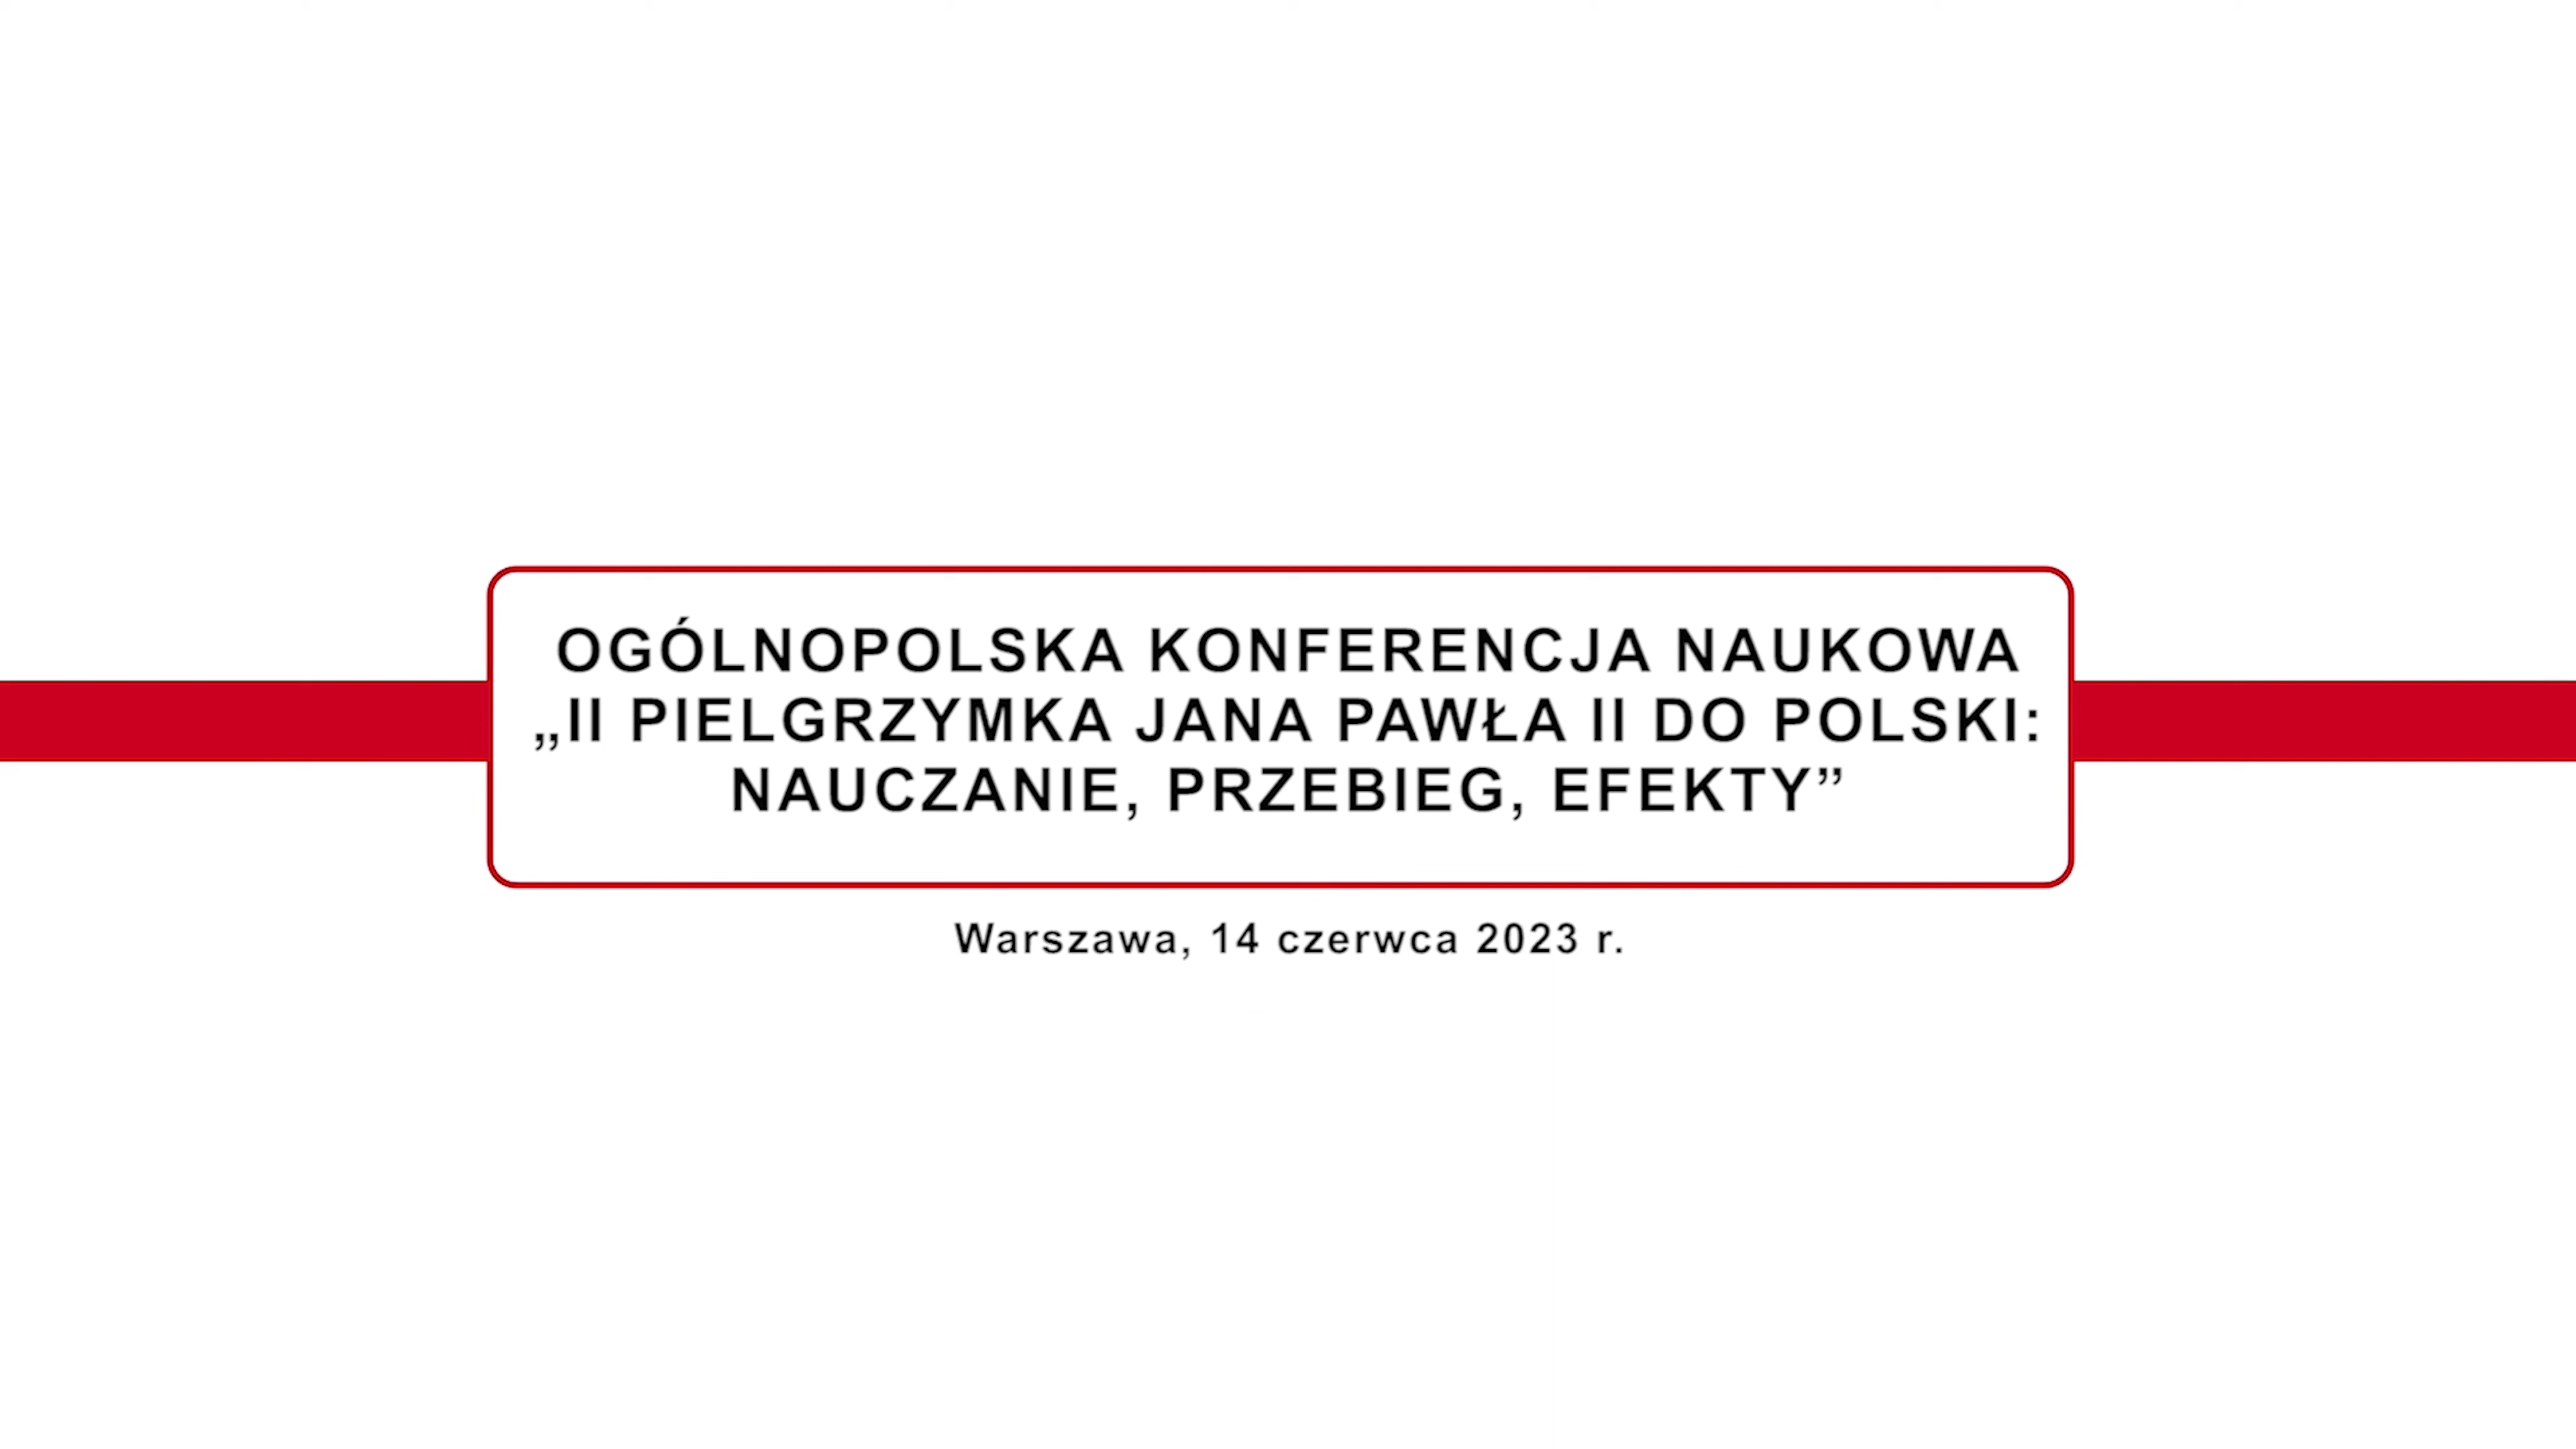 OGÓLNOPOLSKA KONFERENCJA NAUKOWA
„II PIELGRZYMKA JANA PAWŁA II DO POLSKI:
NAUCZANIE, PRZEBIEG, EFEKTY”
Warszawa, 14 czerwca 2023 r.